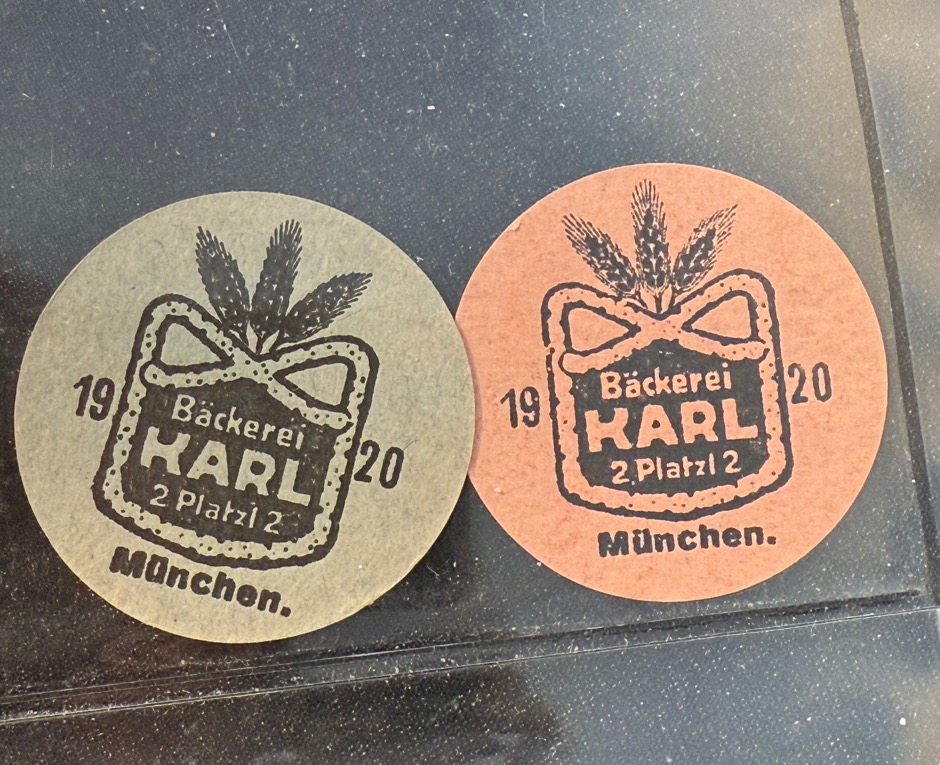 19 20
Bäckerei
KARL
2 Platzl 2
München.
19 20
Bäckerei
KARL
2 Platzl 2
München.